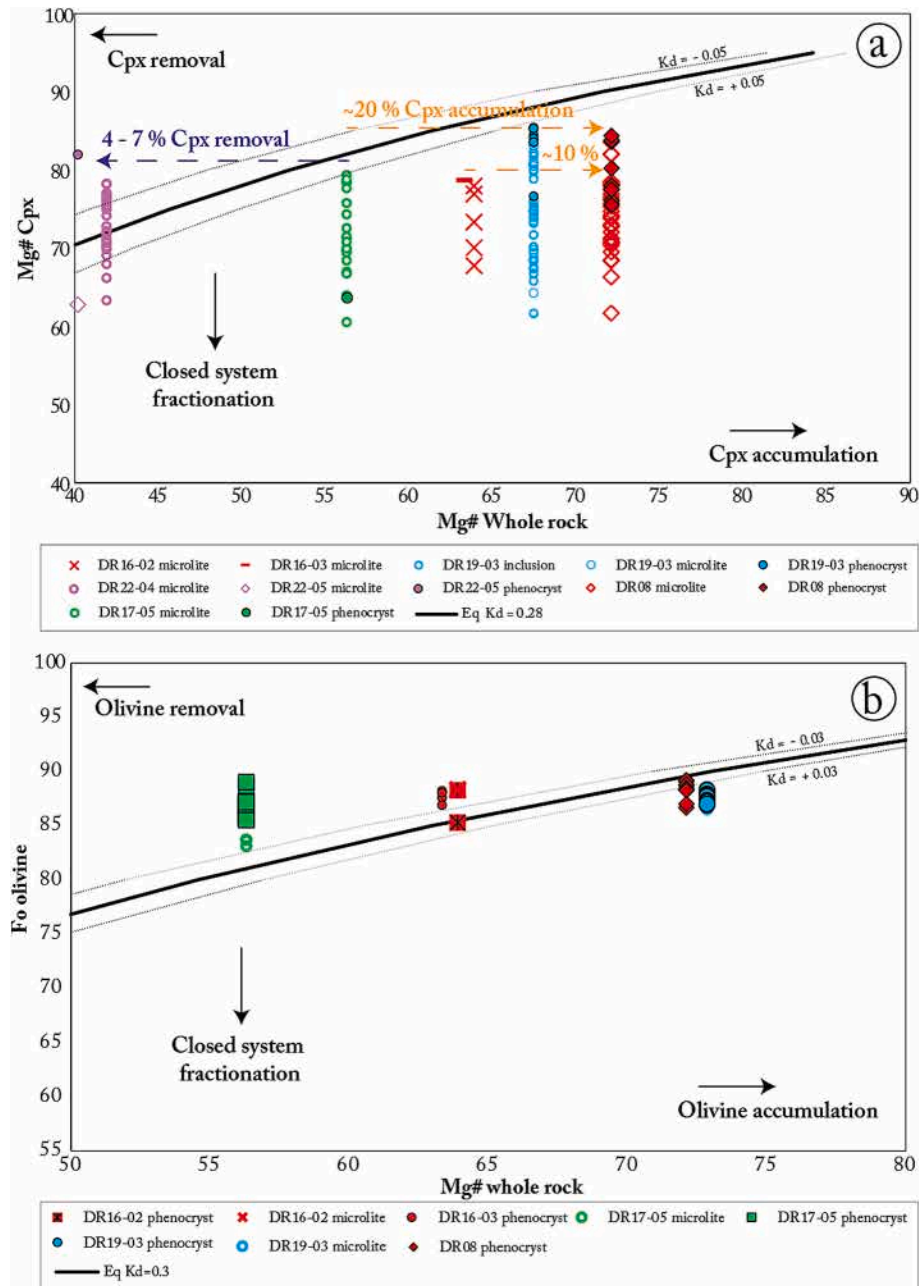 a
Cpx removal
Kd = - 0.05
Kd = + 0.05
~20 % Cpx accumulation
4 - 7 % Cpx removal
~10 %
Closed system
fractionation
Cpx accumulation
Mg# Cpx
100
90
80
70
60
50
40
40 45 50 55 60 65 70 75 80 85 90
Mg# Whole rock
DR16-02 microlite DR16-03 microlite DR19-03 inclusion DR19-03 microlite DR19-03 phenocryst
DR22-04 microlite DR22-05 microlite DR22-05 phenocryst DR08 microlite DR08 phenocryst
DR17-05 microlite DR17-05 phenocryst Eq Kd = 0.28
b
Olivine removal
Kd = - 0.03
Kd = + 0.03
Closed system
fractionation
Olivine accumulation
Fo olivine
100
95
90
85
80
75
70
65
60
55
50 55 60 65 70 75 80
Mg# whole rock
DR16-02 phenocryst DR16-02 microlite DR16-03 phenocryst DR17-05 microlite DR17-05 phenocryst
DR19-03 phenocryst DR19-03 microlite DR08 phenocryst
Eq Kd=0.3